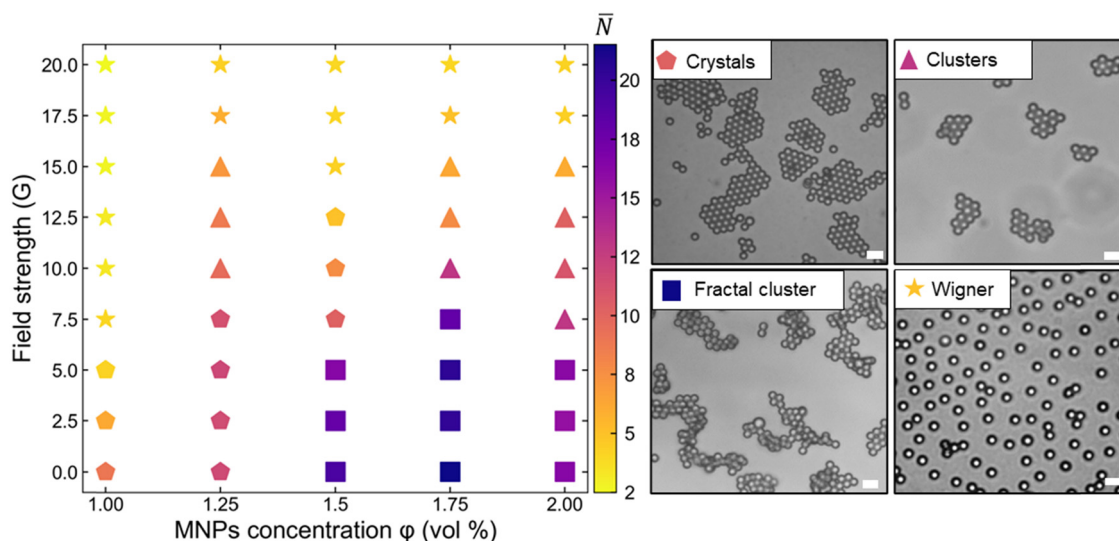 N̅
20.0
17.5
15.0
12.5
10.0
7.5
5.0
2.5
0.0
Field strength (G)
1.00 1.25 1.5 1.75 2.00
MNPs concentration φ (vol %)
20
18
15
12
10
8
5
2
Crystals
Clusters
Fractal cluster
Wigner